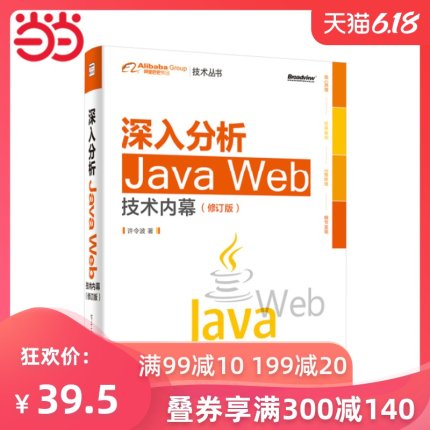 天猫6.18
Alibaba Group
技术丛书
Broadview
深入分析
Java Web
技术内幕（修订版）
许令波 著
Web
Java
深入分析
Java Web
技术内幕
（修订版）
狂欢价：
￥39.5
满99减10 199减20
叠券享满300减140